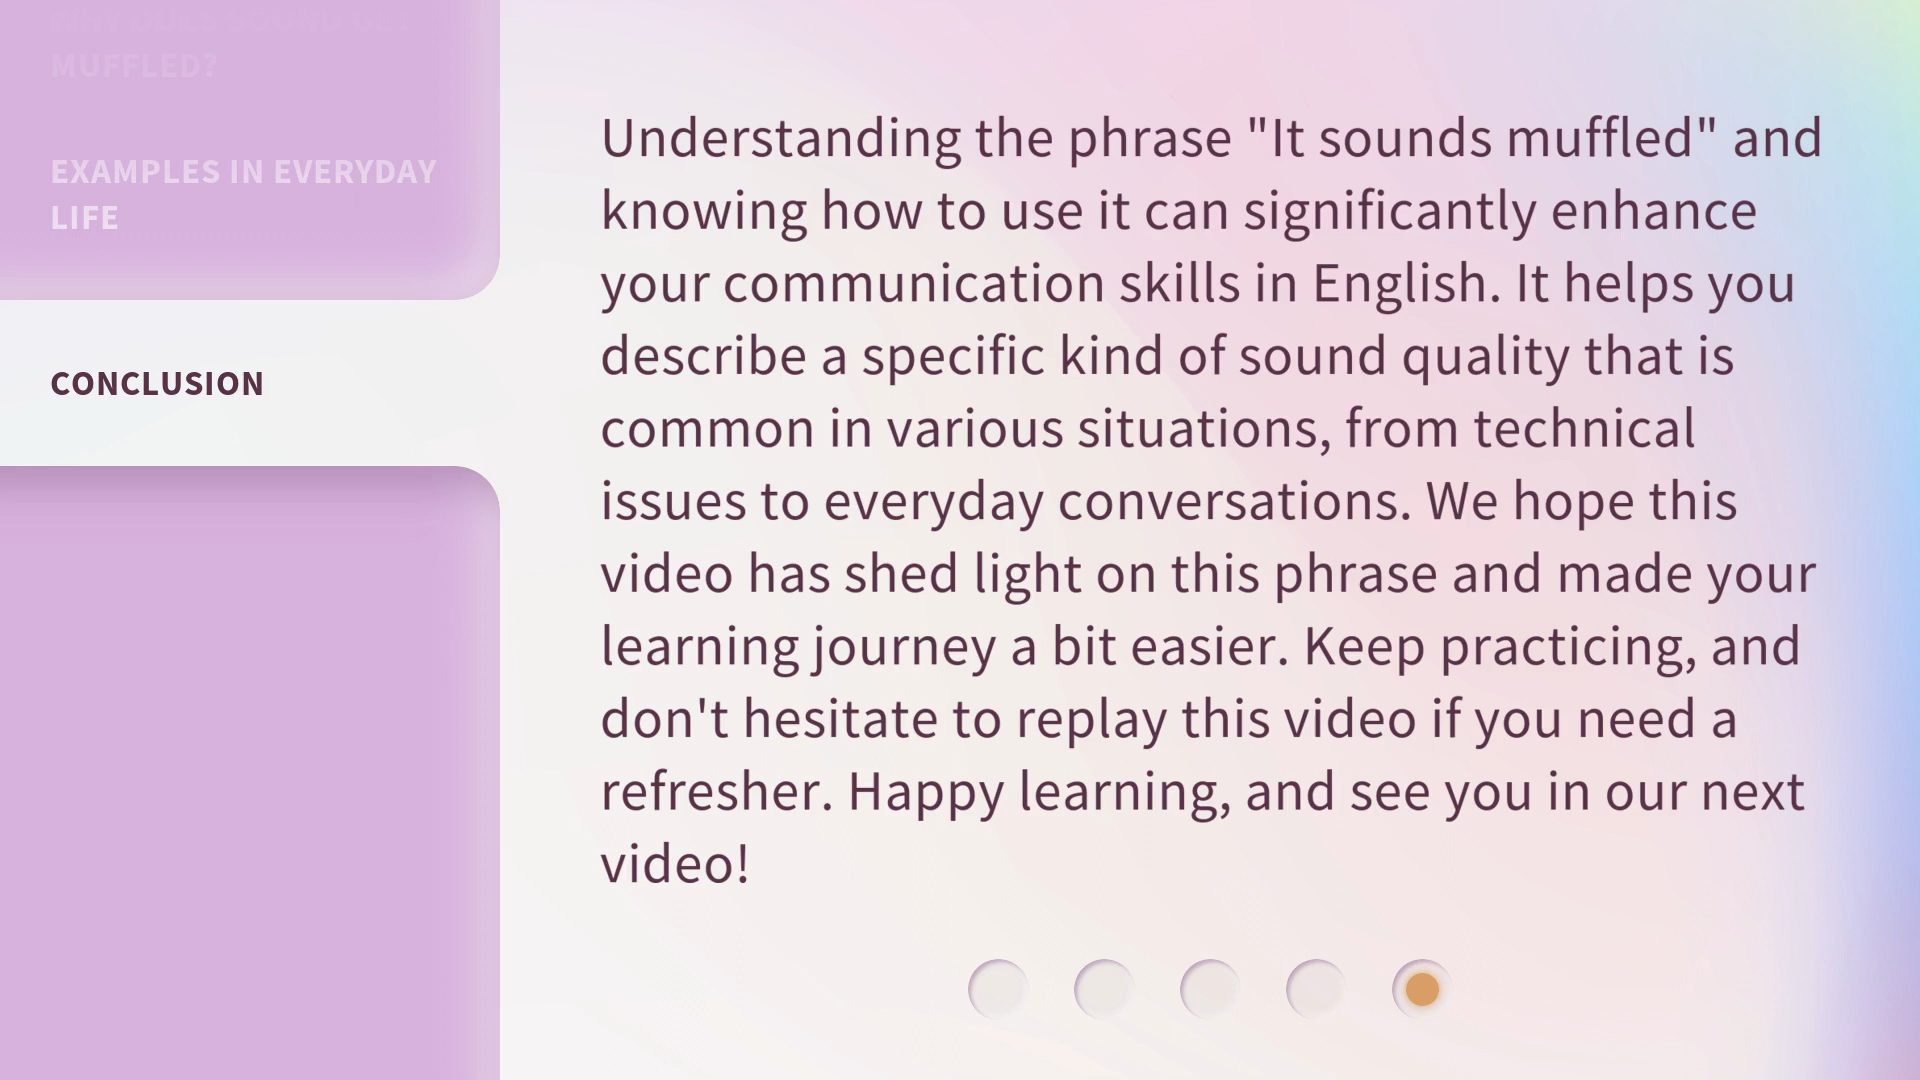 WHY DOES SOUND GET
MUFFLED?
EXAMPLES IN EVERYDAY
LIFE
CONCLUSION
Understanding the phrase "It sounds muffled" and
knowing how to use it can significantly enhance
your communication skills in English. It helps you
describe a specific kind of sound quality that is
common in various situations, from technical
issues to everyday conversations. We hope this
video has shed light on this phrase and made your
learning journey a bit easier. Keep practicing, and
don't hesitate to replay this video if you need a
refresher. Happy learning, and see you in our next
video!